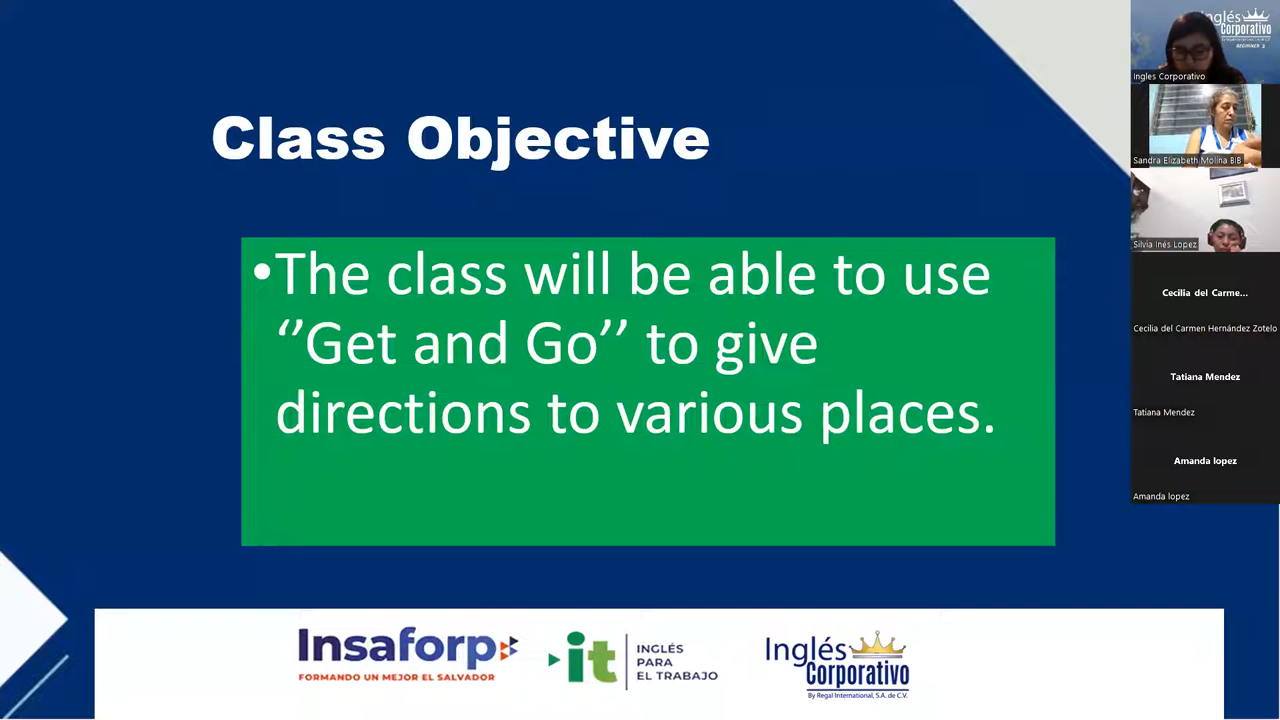 Class Objective
•The class will be able to use
‘’Get and Go’’ to give
directions to various places.
Insaforp
FORMANDO UN MEJOR EL SALVADOR
it
INGLÉS
PARA
EL TRABAJO
Inglés
Corporativo
By Regal International, S.A. de C.V.
Inglés
Corporativo
BEGINNER 2
Ingles Corporativo
Sandra Elizabeth Molina BIB
Silvia Inés Lopez
Cecilia del Carme...
Cecilia del Carmen Hernández Zotelo
Tatiana Mendez
Tatiana Mendez
Amanda lopez
Amanda lopez